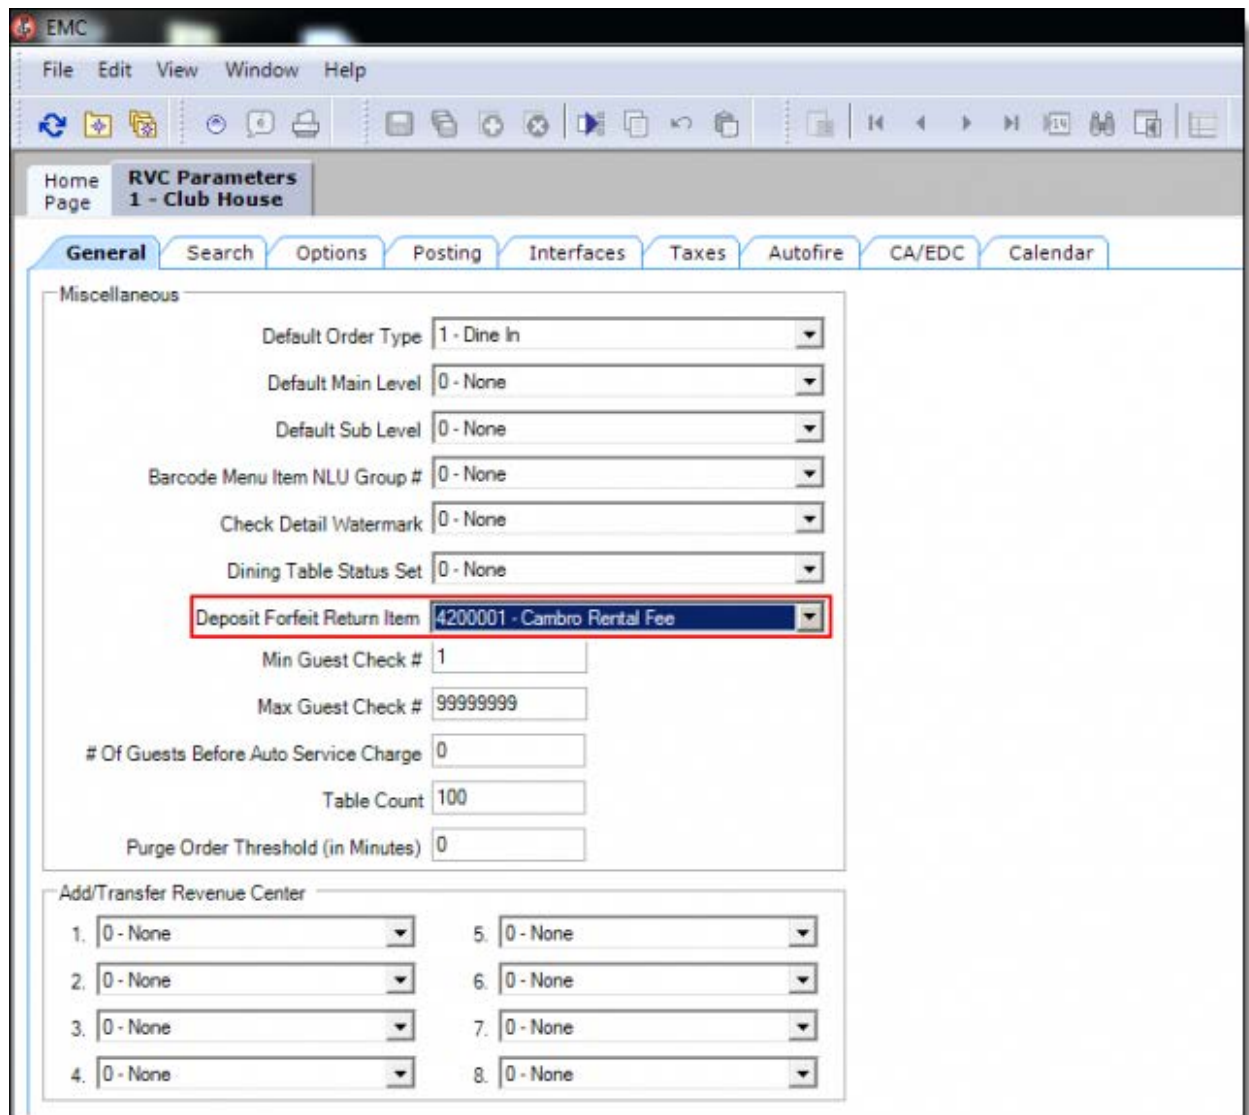 EMC
File Edit View Window Help
Home Page
RVC Parameters
1 - Club House
General Search Options Posting Interfaces Taxes Autofire CA/EDC Calendar
Miscellaneous
Default Order Type 1 - Dine In
Default Main Level 0 - None
Default Sub Level 0 - None
Barcode Menu Item NLU Group # 0 - None
Check Detail Watermark 0 - None
Dining Table Status Set 0 - None
Deposit Forfeit Return Item 4200001 - Cambro Rental Fee
Min Guest Check # 1
Max Guest Check # 99999999
# Of Guests Before Auto Service Charge 0
Table Count 100
Purge Order Threshold (in Minutes) 0
Add/Transfer Revenue Center
1. 0 - None 5. 0 - None
2. 0 - None 6. 0 - None
3. 0 - None 7. 0 - None
4. 0 - None 8. 0 - None